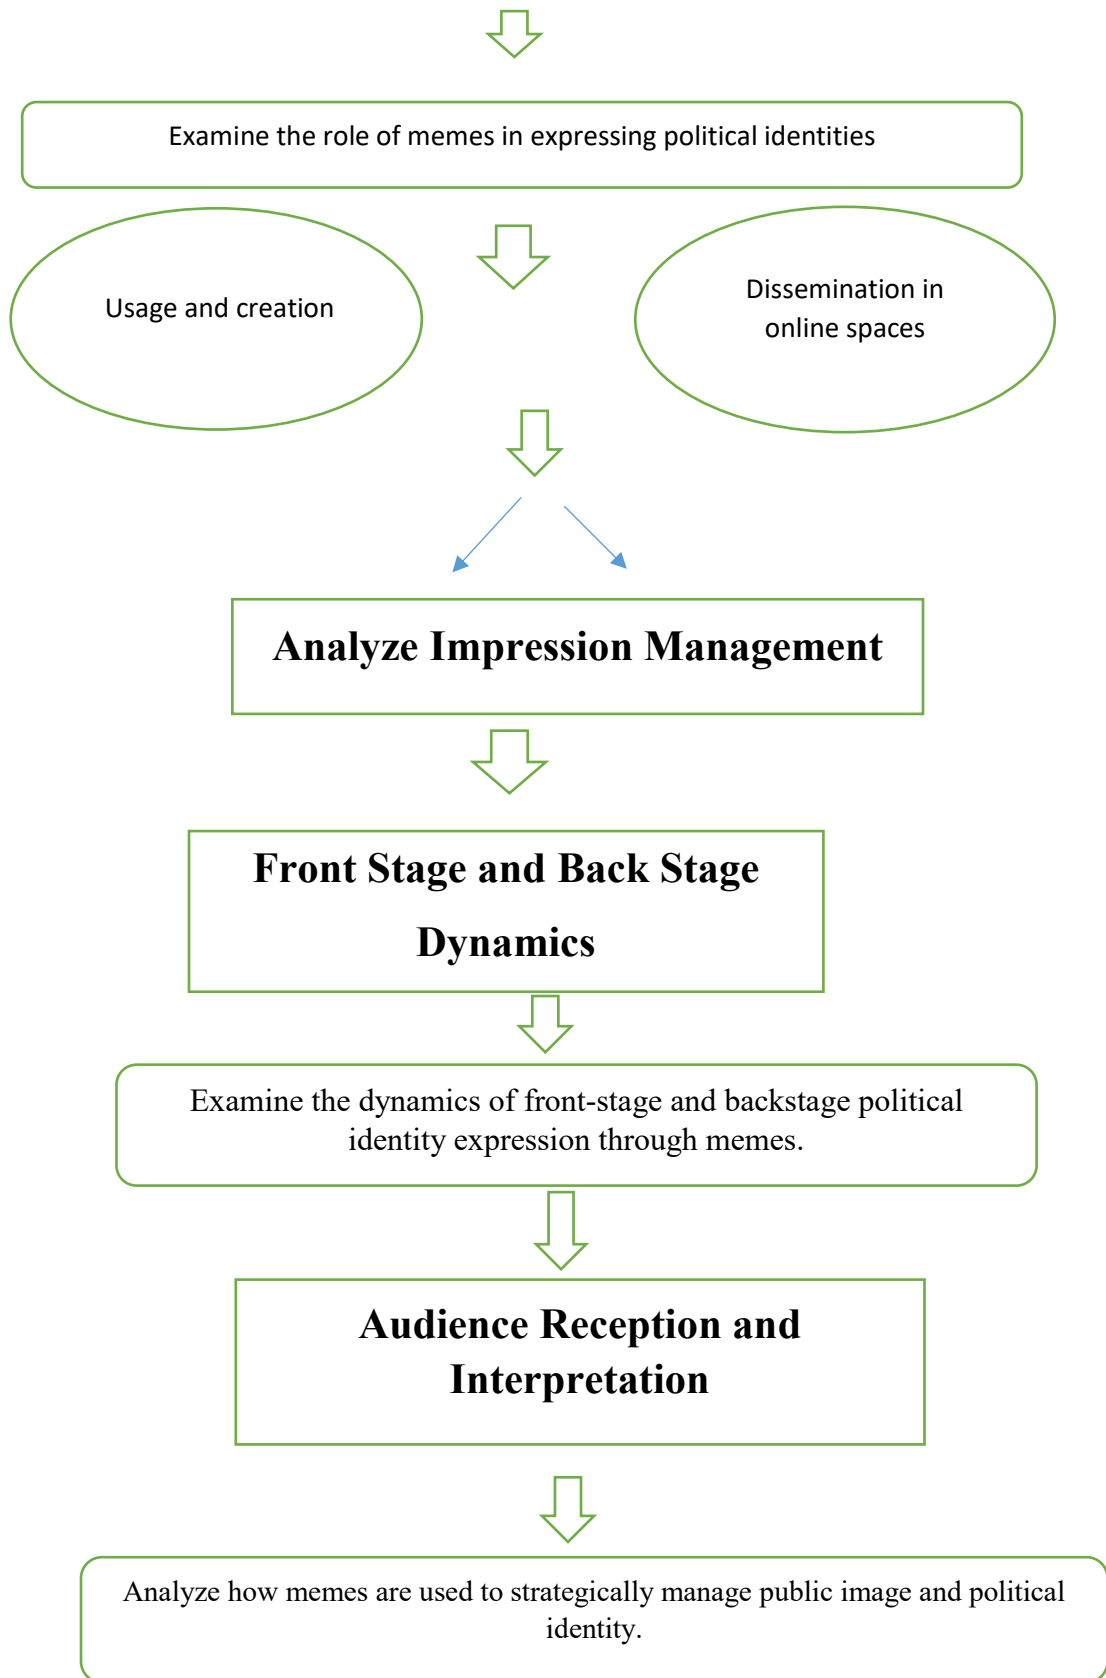 Examine the role of memes in expressing political identities
Usage and creation
Dissemination in
online spaces
Analyze Impression Management
Front Stage and Back Stage
Dynamics
Examine the dynamics of front-stage and backstage political
identity expression through memes.
Audience Reception and
Interpretation
Analyze how memes are used to strategically manage public image and political
identity.